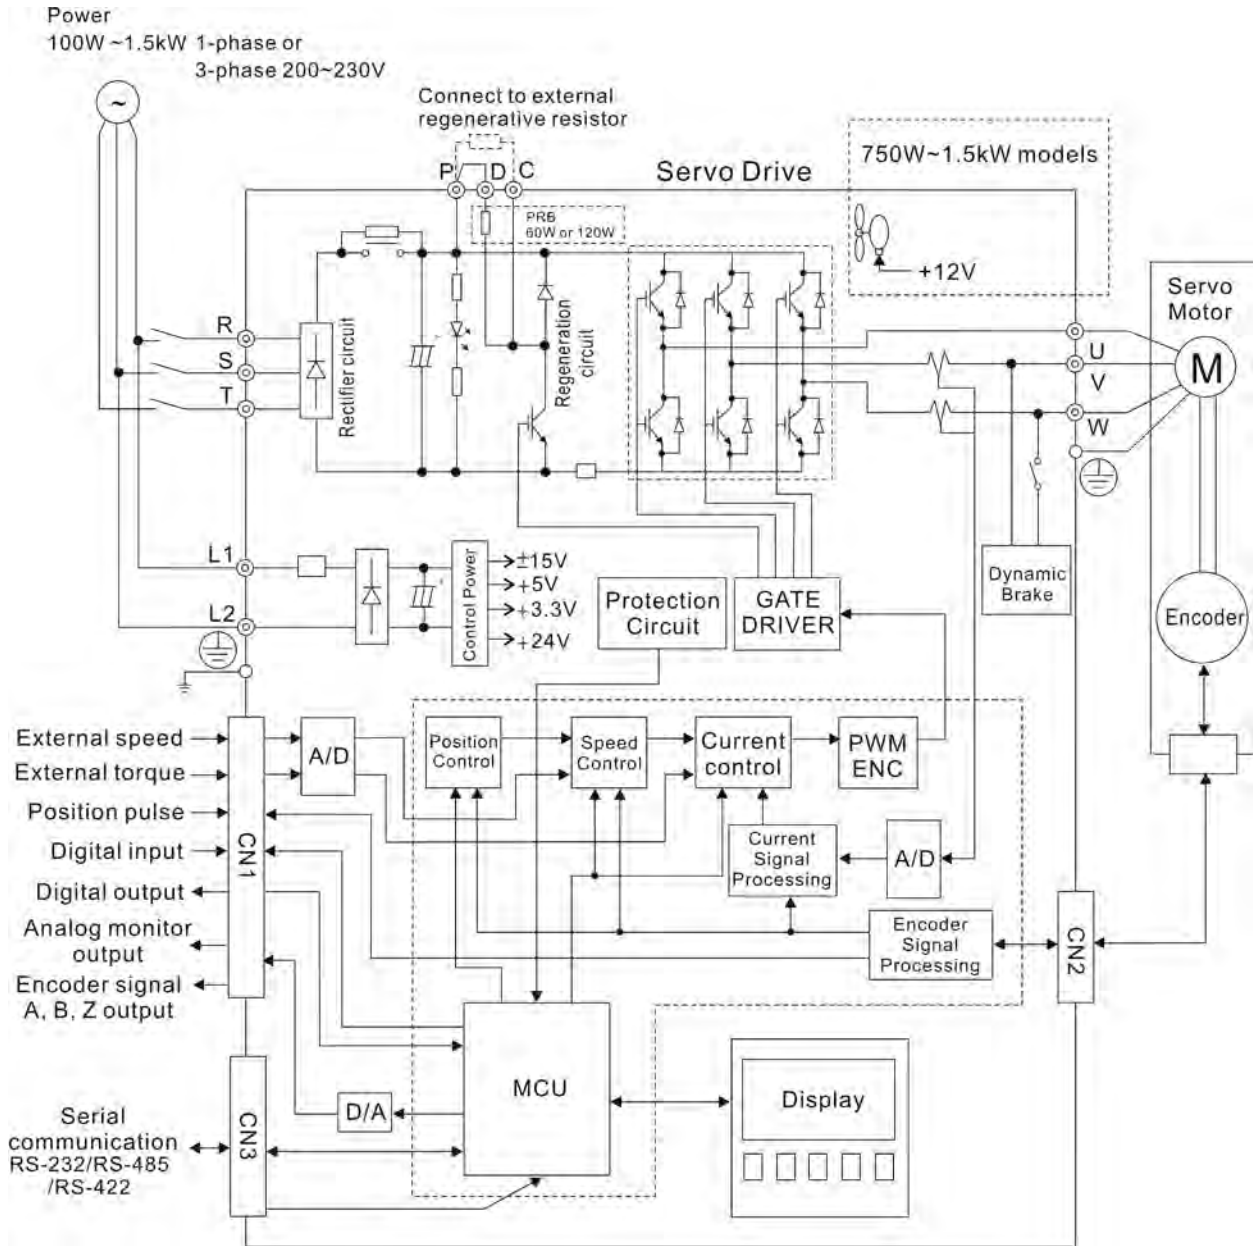 Power
100W ~1.5kW 1-phase or
3-phase 200~230V
~
Connect to external
regenerative resistor
P D C
Servo Drive
750W~1.5kW models
+12V
PRB
60W or 120W
Servo
Motor
M
R
S
T
Rectifier circuit
Regeneration
circuit
U
V
W
L1
L2
Control Power
±15V
+5V
+3.3V
+24V
Protection
Circuit
GATE
DRIVER
Dynamic
Brake
Encoder
External speed
External torque
Position pulse
Digital input
Digital output
Analog monitor
output
Encoder signal
A, B, Z output
CN1
A/D
Position
Control
Speed
Control
Current
control
PWM
ENC
Current
Signal
Processing
A/D
Encoder
Signal
Processing
CN2
MCU
D/A
Display
Serial
communication
RS-232/RS-485
/RS-422
CN3